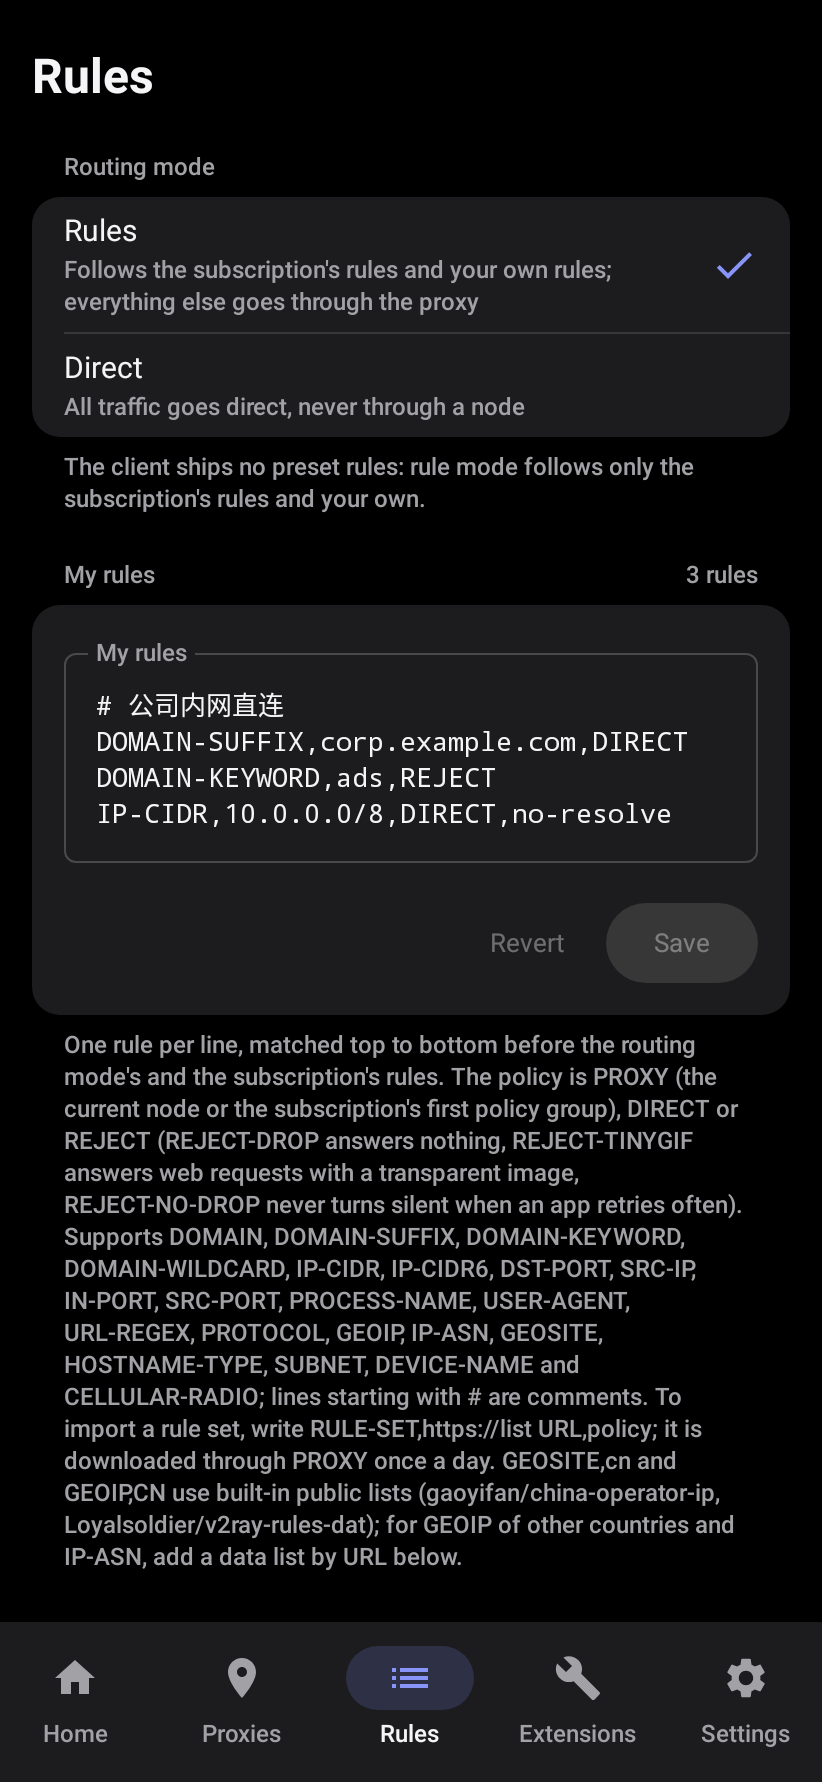 Rules
Routing mode
Rules
Follows the subscription's rules and your own rules;
everything else goes through the proxy
Direct
All traffic goes direct, never through a node
The client ships no preset rules: rule mode follows only the
subscription's rules and your own.
My rules
3 rules
My rules
# 公司内网直连
DOMAIN-SUFFIX,corp.example.com,DIRECT
DOMAIN-KEYWORD,ads,REJECT
IP-CIDR,10.0.0.0/8,DIRECT,no-resolve
Revert
Save
One rule per line, matched top to bottom before the routing
mode's and the subscription's rules. The policy is PROXY (the
current node or the subscription's first policy group), DIRECT or
REJECT (REJECT-DROP answers nothing, REJECT-TINYGIF
answers web requests with a transparent image,
REJECT-NO-DROP never turns silent when an app retries often).
Supports DOMAIN, DOMAIN-SUFFIX, DOMAIN-KEYWORD,
DOMAIN-WILDCARD, IP-CIDR, IP-CIDR6, DST-PORT, SRC-IP,
IN-PORT, SRC-PORT, PROCESS-NAME, USER-AGENT,
URL-REGEX, PROTOCOL, GEOIP, IP-ASN, GEOSITE,
HOSTNAME-TYPE, SUBNET, DEVICE-NAME and
CELLULAR-RADIO; lines starting with # are comments. To
import a rule set, write RULE-SET,https://list URL,policy; it is
downloaded through PROXY once a day. GEOSITE,cn and
GEOIP,CN use built-in public lists (gaoyifan/china-operator-ip,
Loyalsoldier/v2ray-rules-dat); for GEOIP of other countries and
IP-ASN, add a data list by URL below.
Home
Proxies
Rules
Extensions
Settings